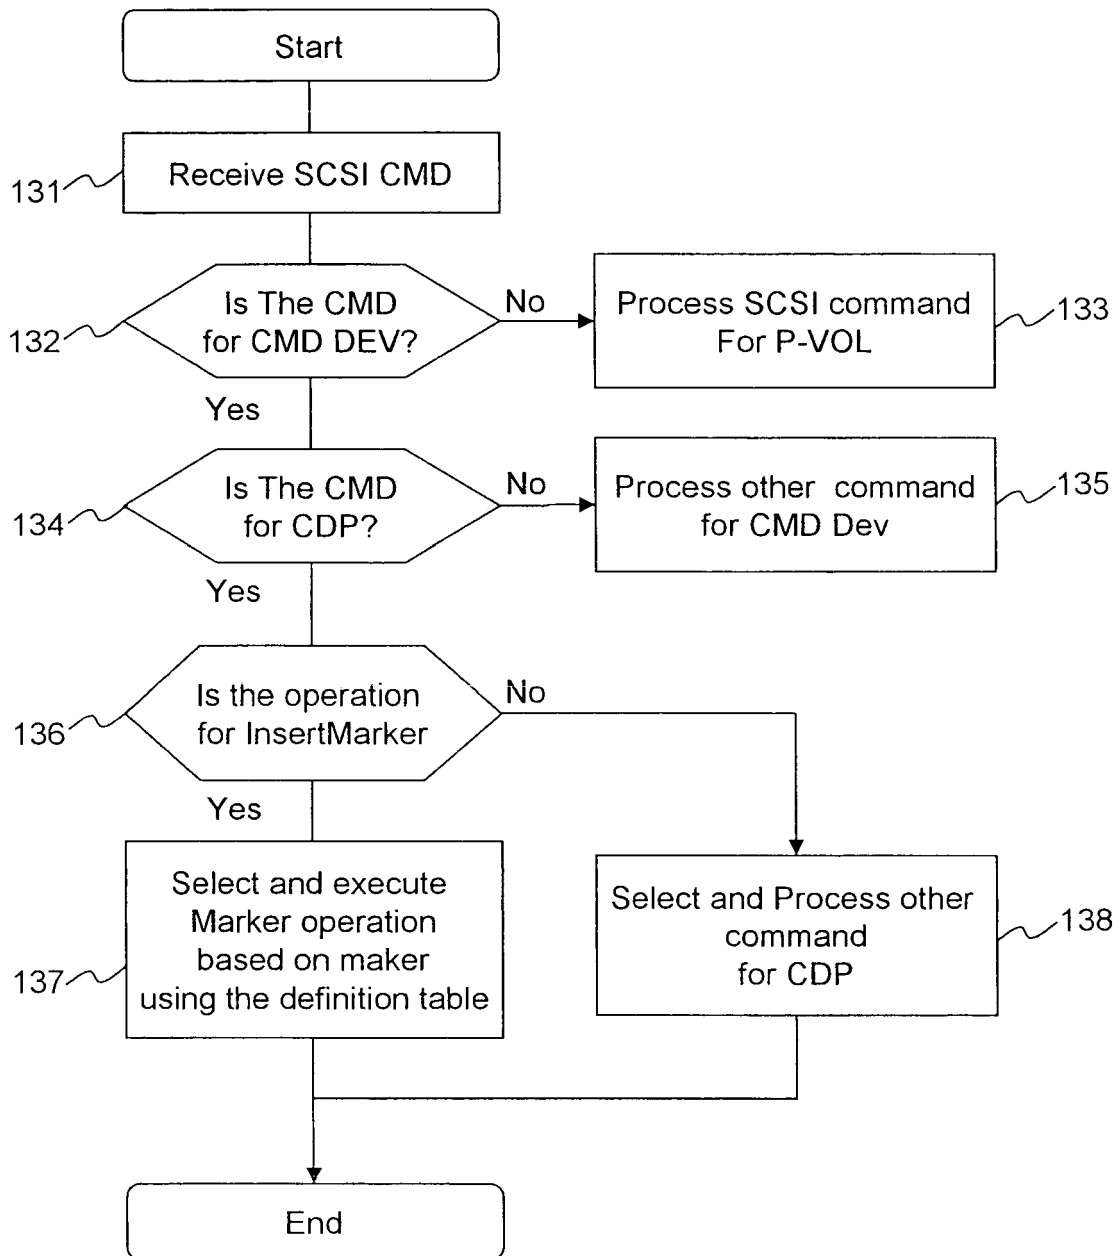 Start
131
Receive SCSI CMD
132
Is The CMD
for CMD DEV?
No
Process SCSI command
For P-VOL
133
Yes
134
Is The CMD
for CDP?
No
Process other command
for CMD Dev
135
Yes
136
Is the operation
for InsertMarker
No
Yes
137
Select and execute
Marker operation
based on maker
using the definition table
Select and Process other
command
for CDP
138
End